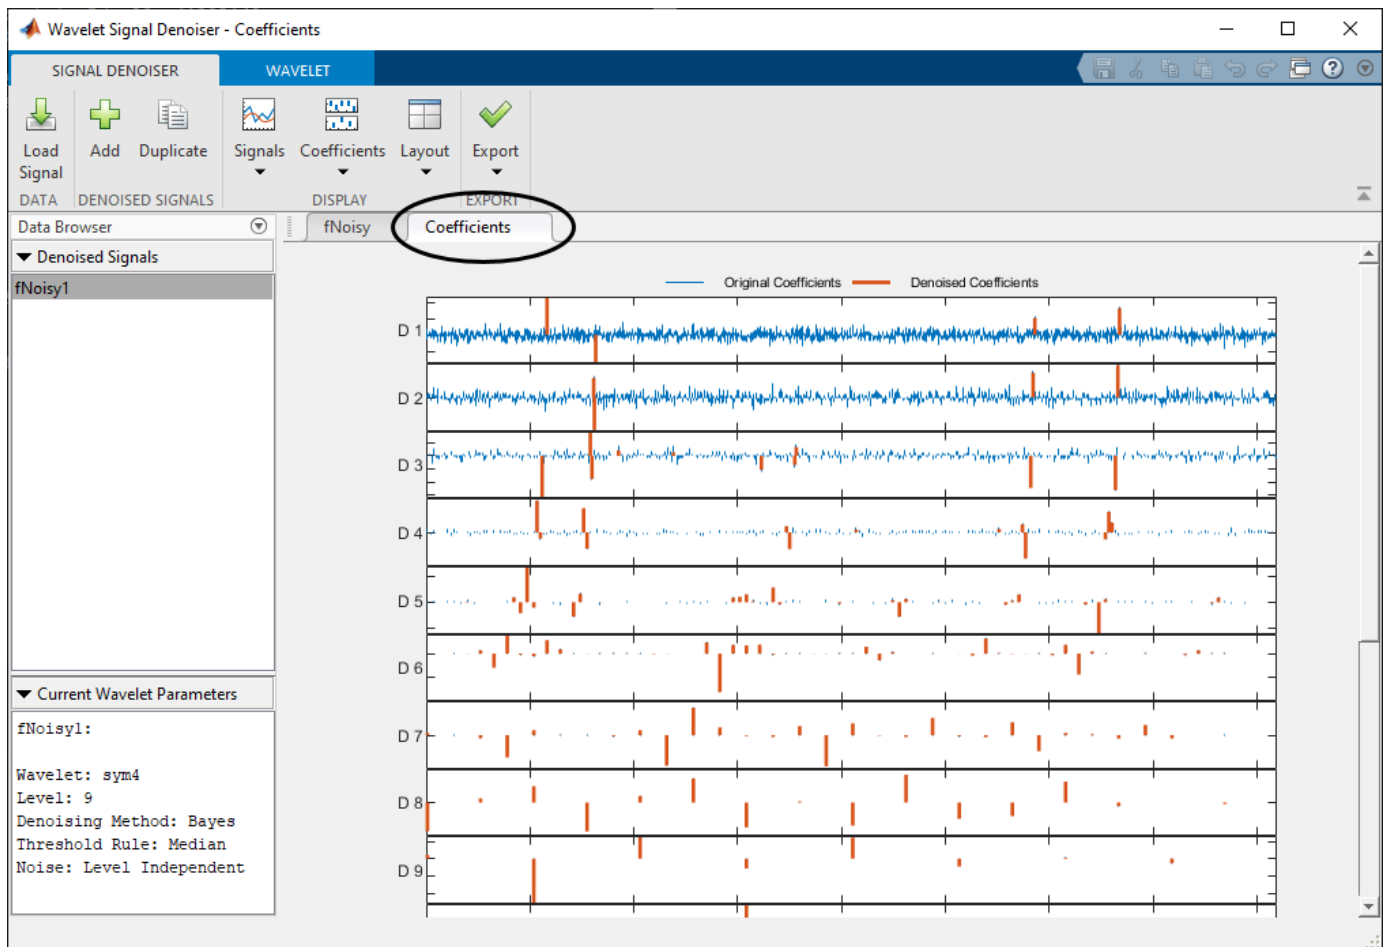 Wavelet Signal Denoiser - Coefficients
SIGNAL DENOISER WAVELET
Load Signal Add Duplicate Signals Coefficients Layout Export
DATA DENOISED SIGNALS DISPLAY EXPORT
Data Browser fNoisy Coefficients
Denoised Signals
fNoisy1
Original Coefficients Denoised Coefficients
D 1
D 2
D 3
D 4
D 5
D 6
D 7
D 8
D 9
Current Wavelet Parameters
fNoisy1:
Wavelet: sym4
Level: 9
Denoising Method: Bayes
Threshold Rule: Median
Noise: Level Independent